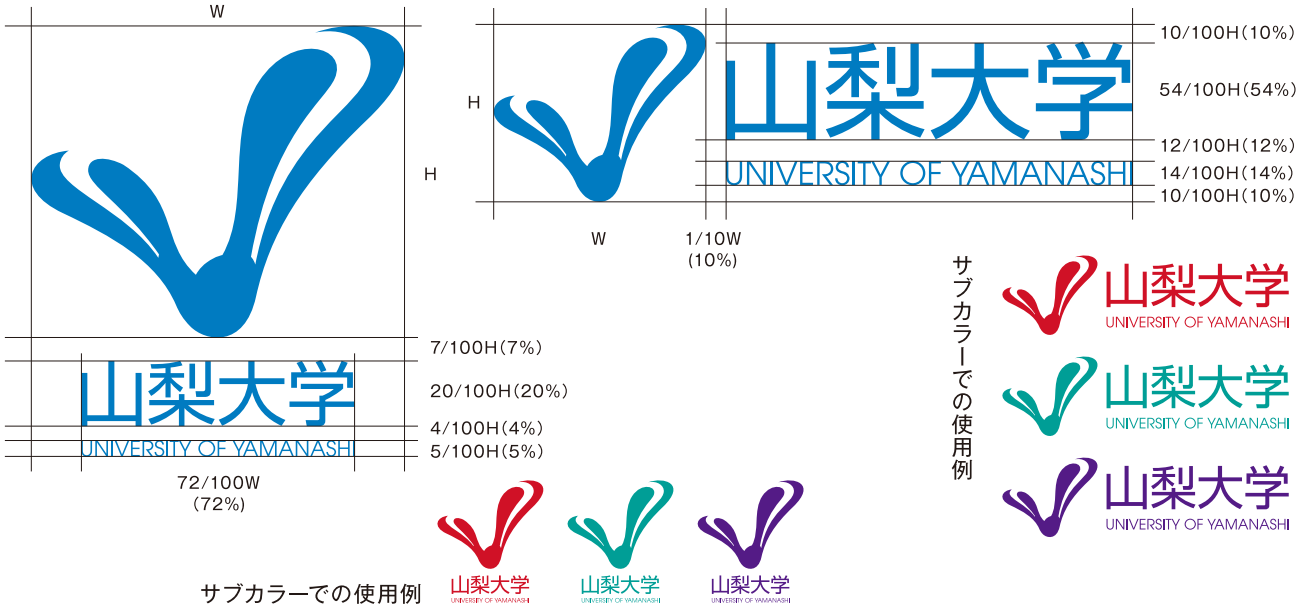 W
H
7/100H(7%)
山梨大学
20/100H(20%)
4/100H(4%)
UNIVERSITY OF YAMANASHI
5/100H(5%)
72/100W
(72%)
H
W
1/10W
(10%)
山梨大学
UNIVERSITY OF YAMANASHI
10/100H(10%)
54/100H(54%)
12/100H(12%)
14/100H(14%)
10/100H(10%)
サブカラーでの使用例
山梨大学
UNIVERSITY OF YAMANASHI
山梨大学
UNIVERSITY OF YAMANASHI
山梨大学
UNIVERSITY OF YAMANASHI
サブカラーでの使用例
山梨大学
UNIVERSITY OF YAMANASHI
山梨大学
UNIVERSITY OF YAMANASHI
山梨大学
UNIVERSITY OF YAMANASHI